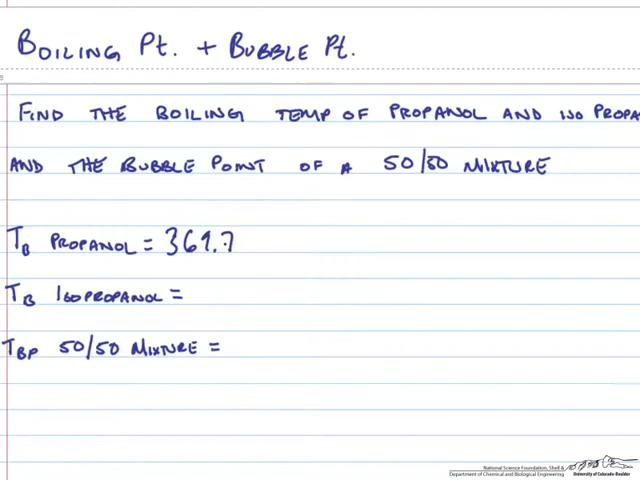 BOILING Pt. + BUBBLE Pt.
FIND THE BOILING TEMP OF PROPANOL AND ISO PROPA
AND THE BUBBLE POINT OF A 50/50 MIXTURE
TB PROPANOL = 369.7
TB ISOPROPANOL =
TBP 50/50 MIXTURE =
National Science Foundation, Shell &
Department of Chemical and Biological Engineering
University of Colorado Boulder